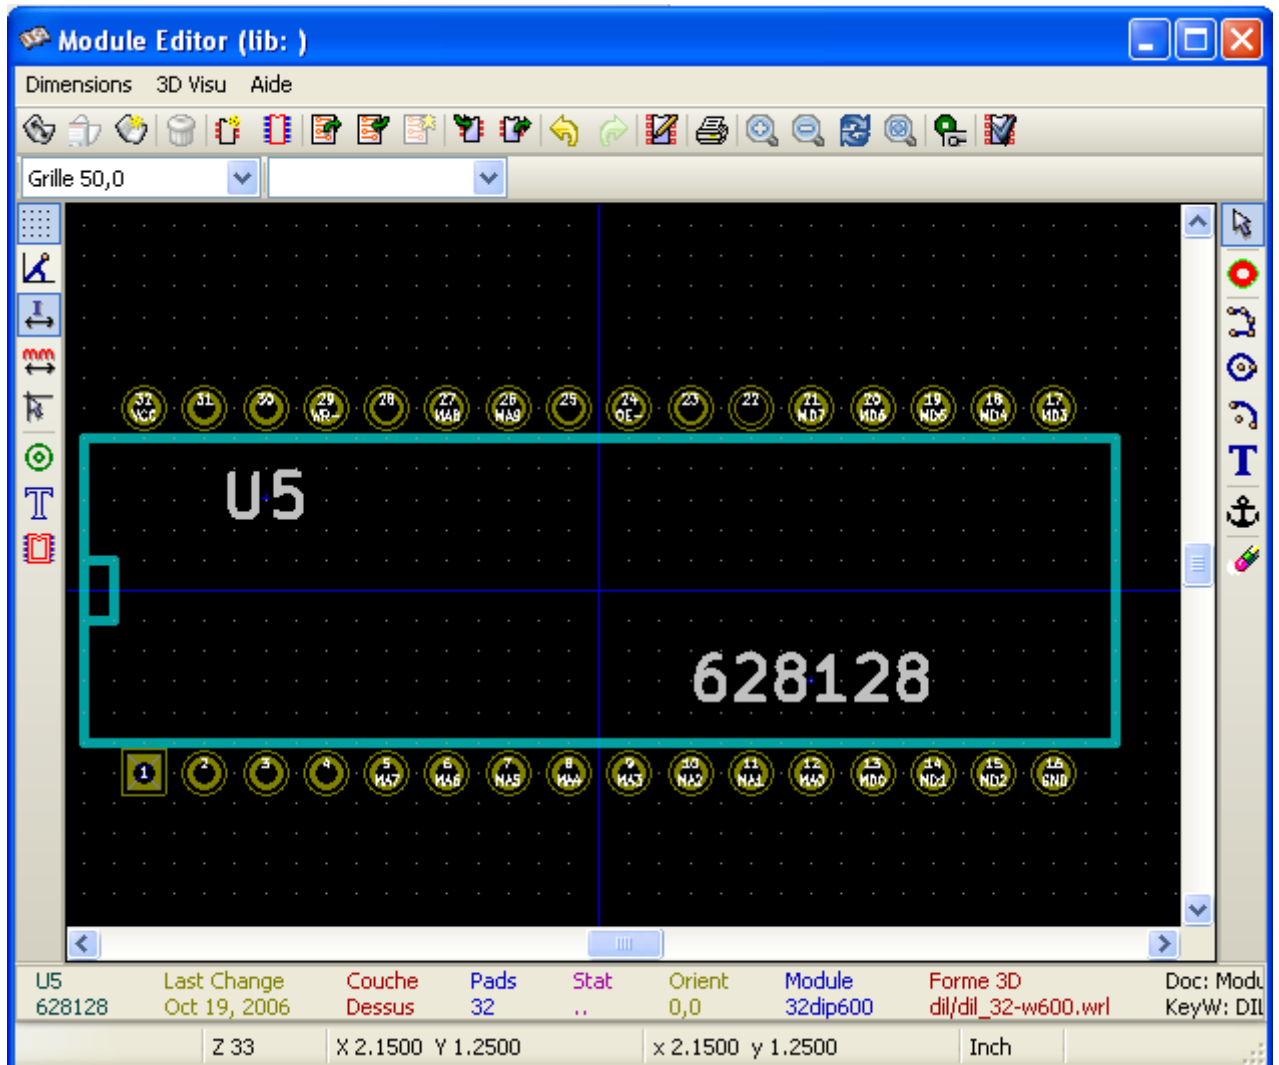 Module Editor (lib: )
Dimensions 3D Visu Aide
Grille 50,0
32 31 30 29 28 27 26 25 24 23 22 21 20 19 18 17
VCC WR- MA8 MA9 OE- MD7 MD6 MD5 MD4 MD3
U5
628128
1 2 3 4 5 6 7 8 9 10 11 12 13 14 15 16
MA7 MA6 MA5 MA4 MA3 MA2 MA1 MA0 MD0 MD1 MD2 GND
U5 Last Change Couche Pads Stat Orient Module Forme 3D Doc: Modu
628128 Oct 19, 2006 Dessus 32 .. 0,0 32dip600 dil/dil_32-w600.wrl KeyW: DIL
Z 33 X 2.1500 Y 1.2500 x 2.1500 y 1.2500 Inch